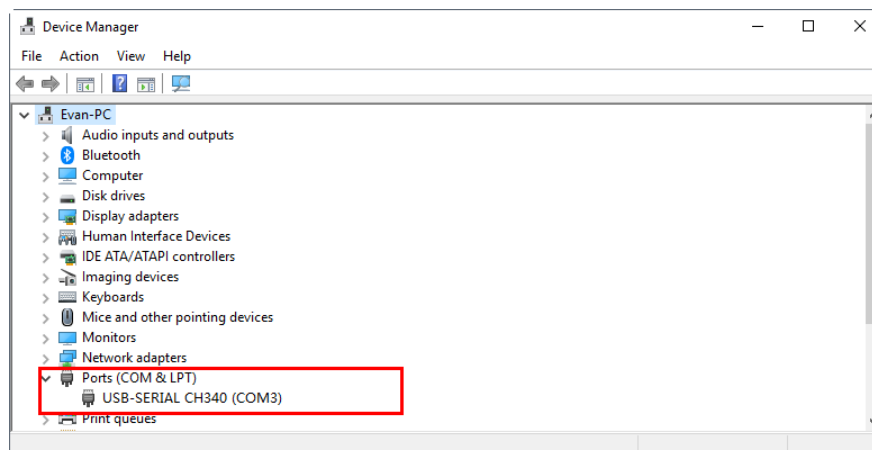 Device Manager
File Action View Help
Evan-PC
Audio inputs and outputs
Bluetooth
Computer
Disk drives
Display adapters
Human Interface Devices
IDE ATA/ATAPI controllers
Imaging devices
Keyboards
Mice and other pointing devices
Monitors
Network adapters
Ports (COM & LPT)
USB-SERIAL CH340 (COM3)
Print queues